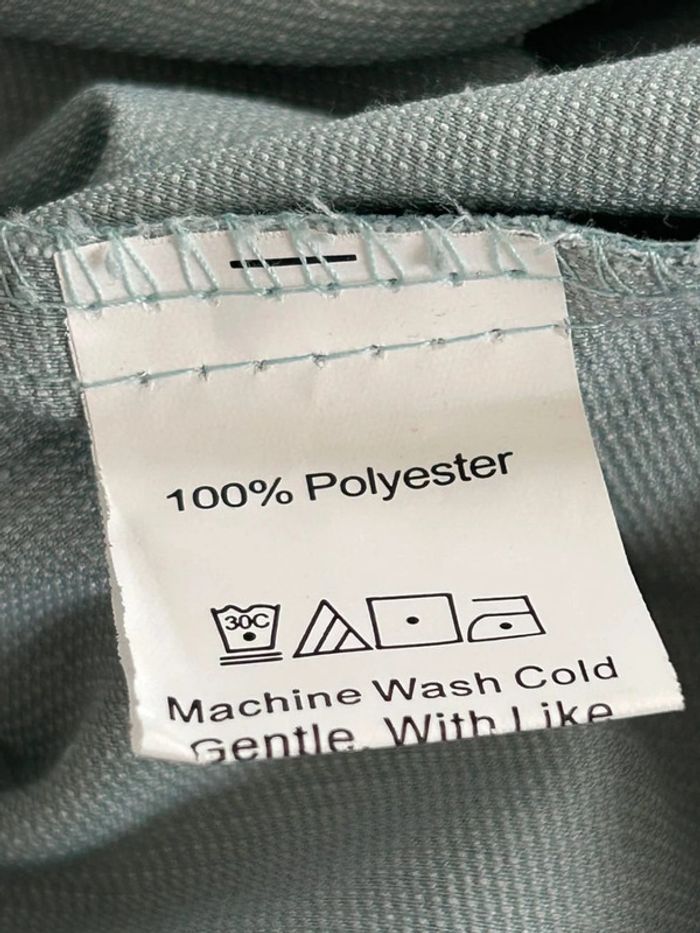 100% Polyester
30C
Machine Wash Cold
Gentle, With Like